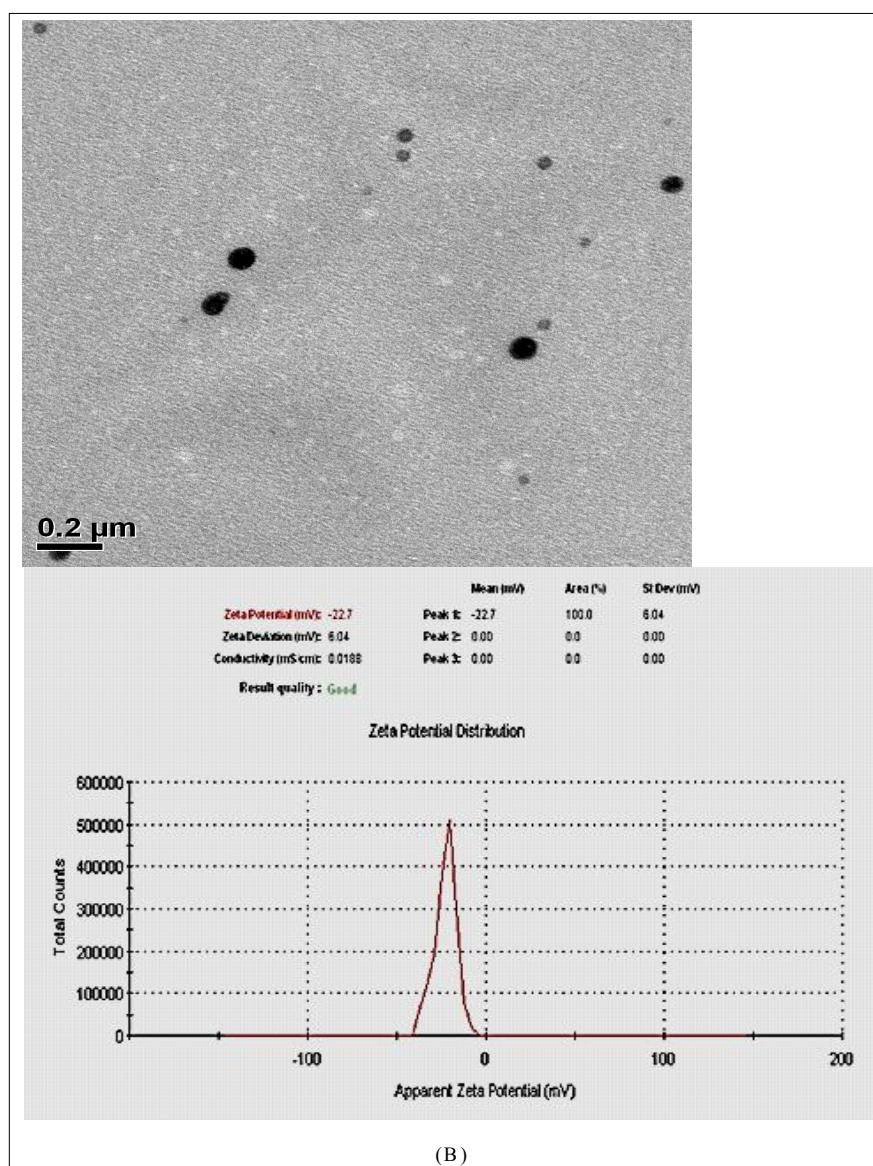 0.2 µm
Mean (mV) Area (%) St Dev (mV)
Zeta Potential (mV): -22.7 Peak 1: -22.7 100.0 6.04
Zeta Deviation (mV): 6.04 Peak 2: 0.00 0.0 0.00
Conductivity (mS/cm): 0.0188 Peak 3: 0.00 0.0 0.00
Result quality : Good
Zeta Potential Distribution
600000
500000
400000
300000
200000
100000
0
Total Counts
-100 0 100 200
Apparent Zeta Potential (mV)
(B)